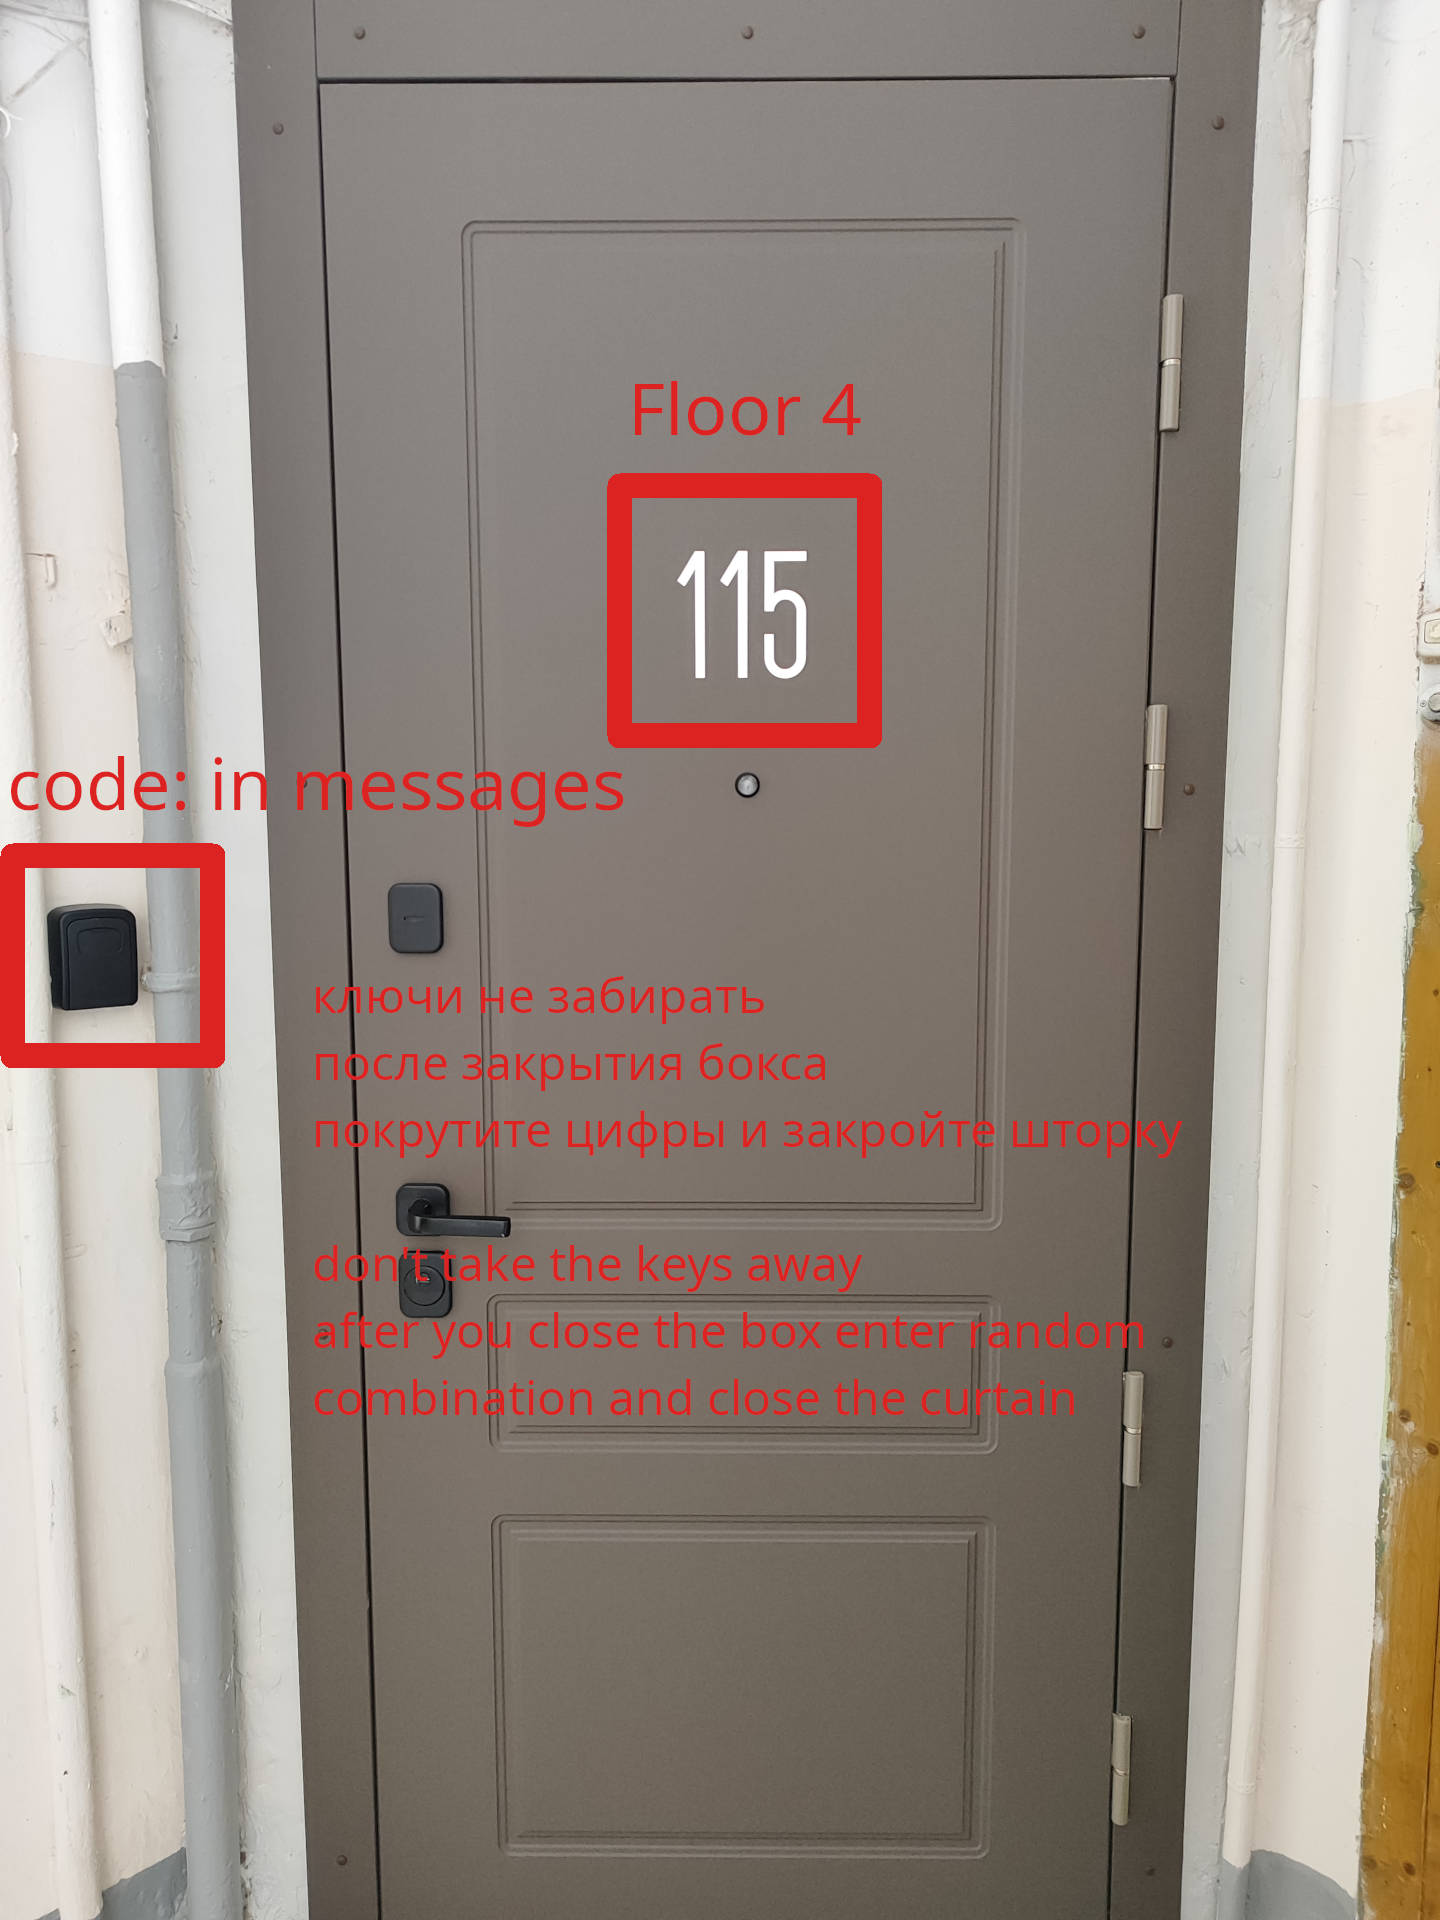 Floor 4
115
code: in messages
ключи не забирать
после закрытия бокса
покрутите цифры и закройте шторку
don't take the keys away
after you close the box enter random
combination and close the curtain